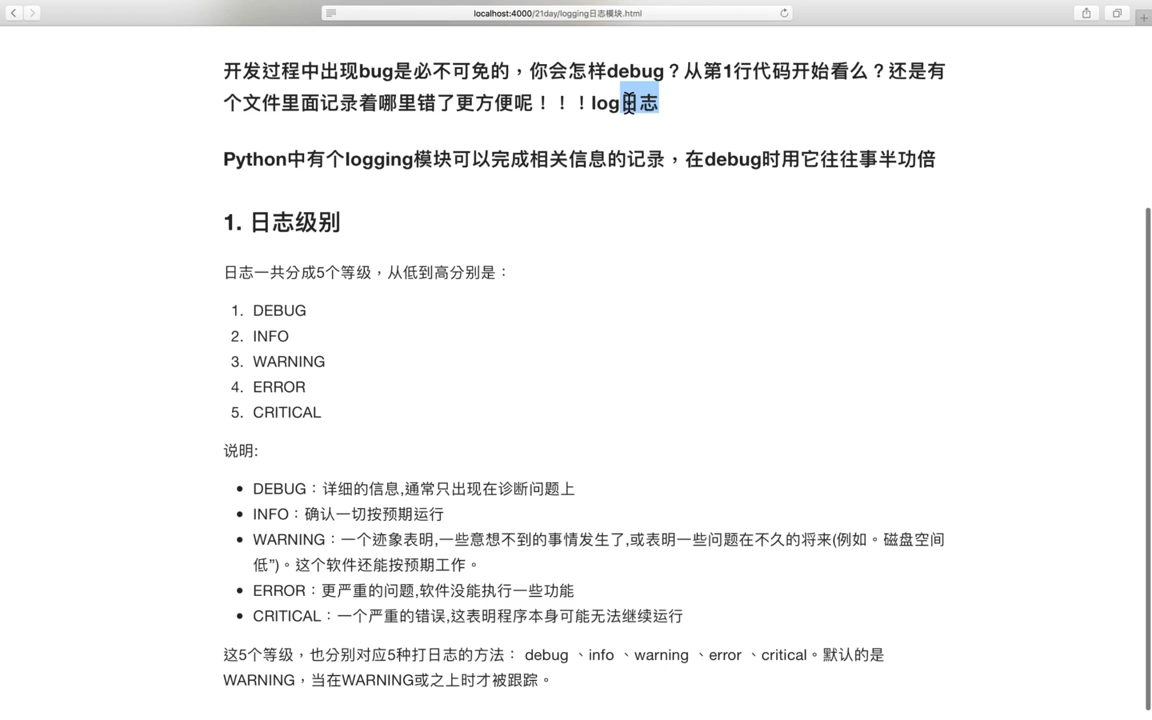 localhost:4000/21day/logging日志模块.html
开发过程中出现bug是必不可免的，你会怎样debug？从第1行代码开始看么？还是有
个文件里面记录着哪里错了更方便呢！！！log日志
Python中有个logging模块可以完成相关信息的记录，在debug时用它往往事半功倍
1. 日志级别
日志一共分成5个等级，从低到高分别是：
1. DEBUG
2. INFO
3. WARNING
4. ERROR
5. CRITICAL
说明:
• DEBUG：详细的信息,通常只出现在诊断问题上
• INFO：确认一切按预期运行
• WARNING：一个迹象表明,一些意想不到的事情发生了,或表明一些问题在不久的将来(例如。磁盘空间
低”)。这个软件还能按预期工作。
• ERROR：更严重的问题,软件没能执行一些功能
• CRITICAL：一个严重的错误,这表明程序本身可能无法继续运行
这5个等级，也分别对应5种打日志的方法： debug 、info 、warning 、error 、critical。默认的是
WARNING，当在WARNING或之上时才被跟踪。